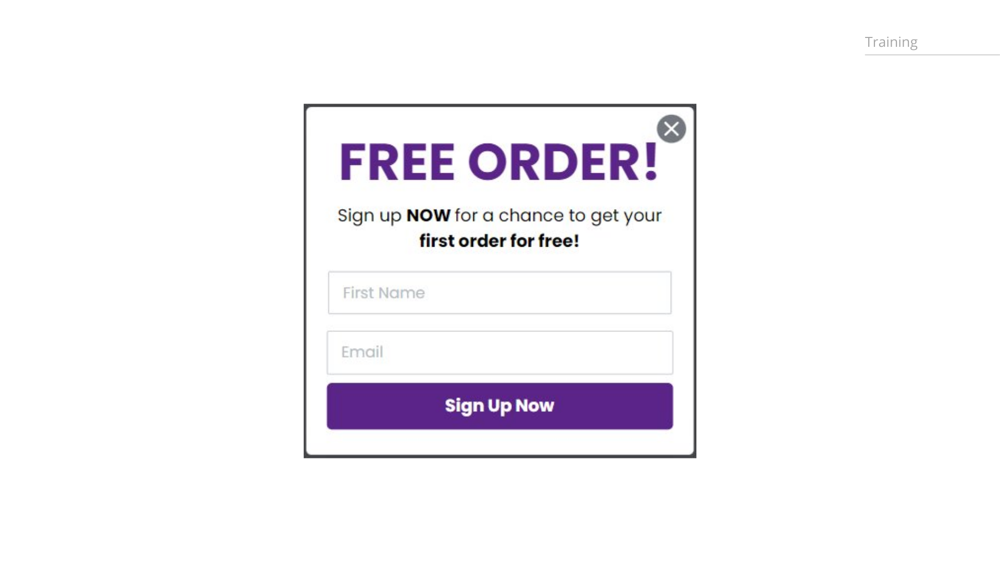 Training
FREE ORDER!
Sign up NOW for a chance to get your
first order for free!
First Name
Email
Sign Up Now